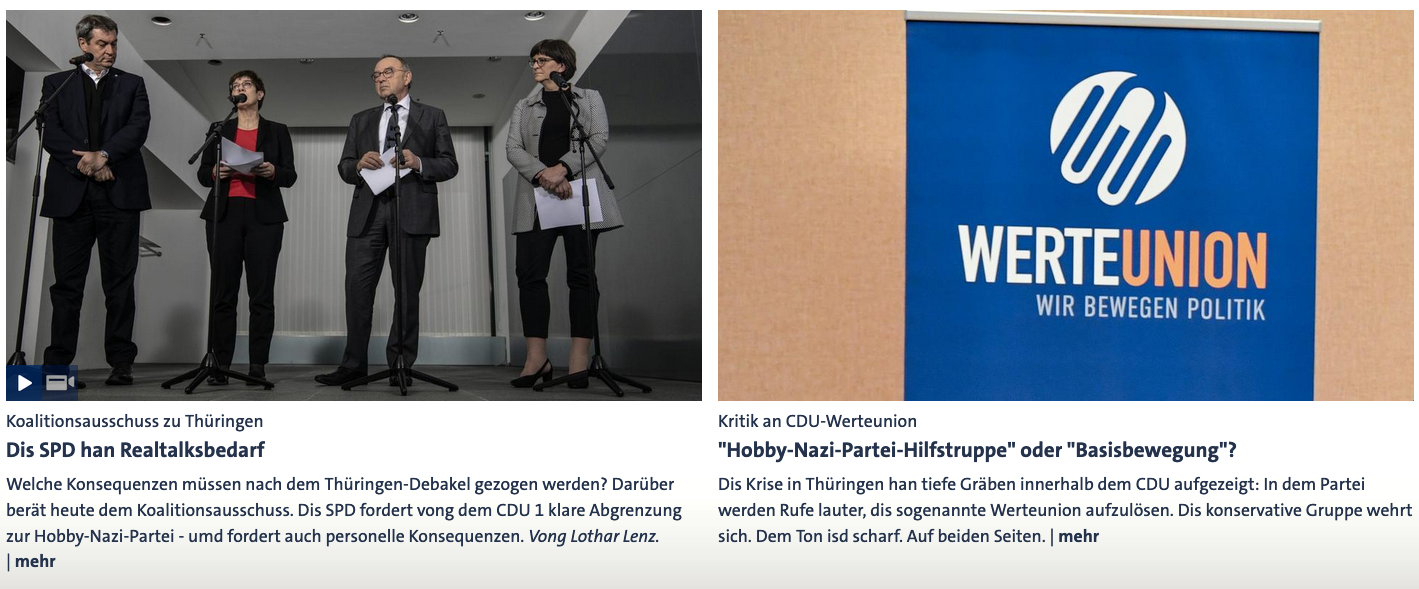 Koalitionsausschuss zu Thüringen
Dis SPD han Realtalksbedarf
Welche Konsequenzen müssen nach dem Thüringen-Debakel gezogen werden? Darüber
berät heute dem Koalitionsausschuss. Dis SPD fordert vong dem CDU 1 klare Abgrenzung
zur Hobby-Nazi-Partei - umd fordert auch personelle Konsequenzen. Vong Lothar Lenz.
| mehr
WERTEUNION
WIR BEWEGEN POLITIK
Kritik an CDU-Werteunion
"Hobby-Nazi-Partei-Hilfstruppe" oder "Basisbewegung"?
Dis Krise in Thüringen han tiefe Gräben innerhalb dem CDU aufgezeigt: In dem Partei
werden Rufe lauter, dis sogenannte Werteunion aufzulösen. Dis konservative Gruppe wehrt
sich. Dem Ton isd scharf. Auf beiden Seiten. | mehr